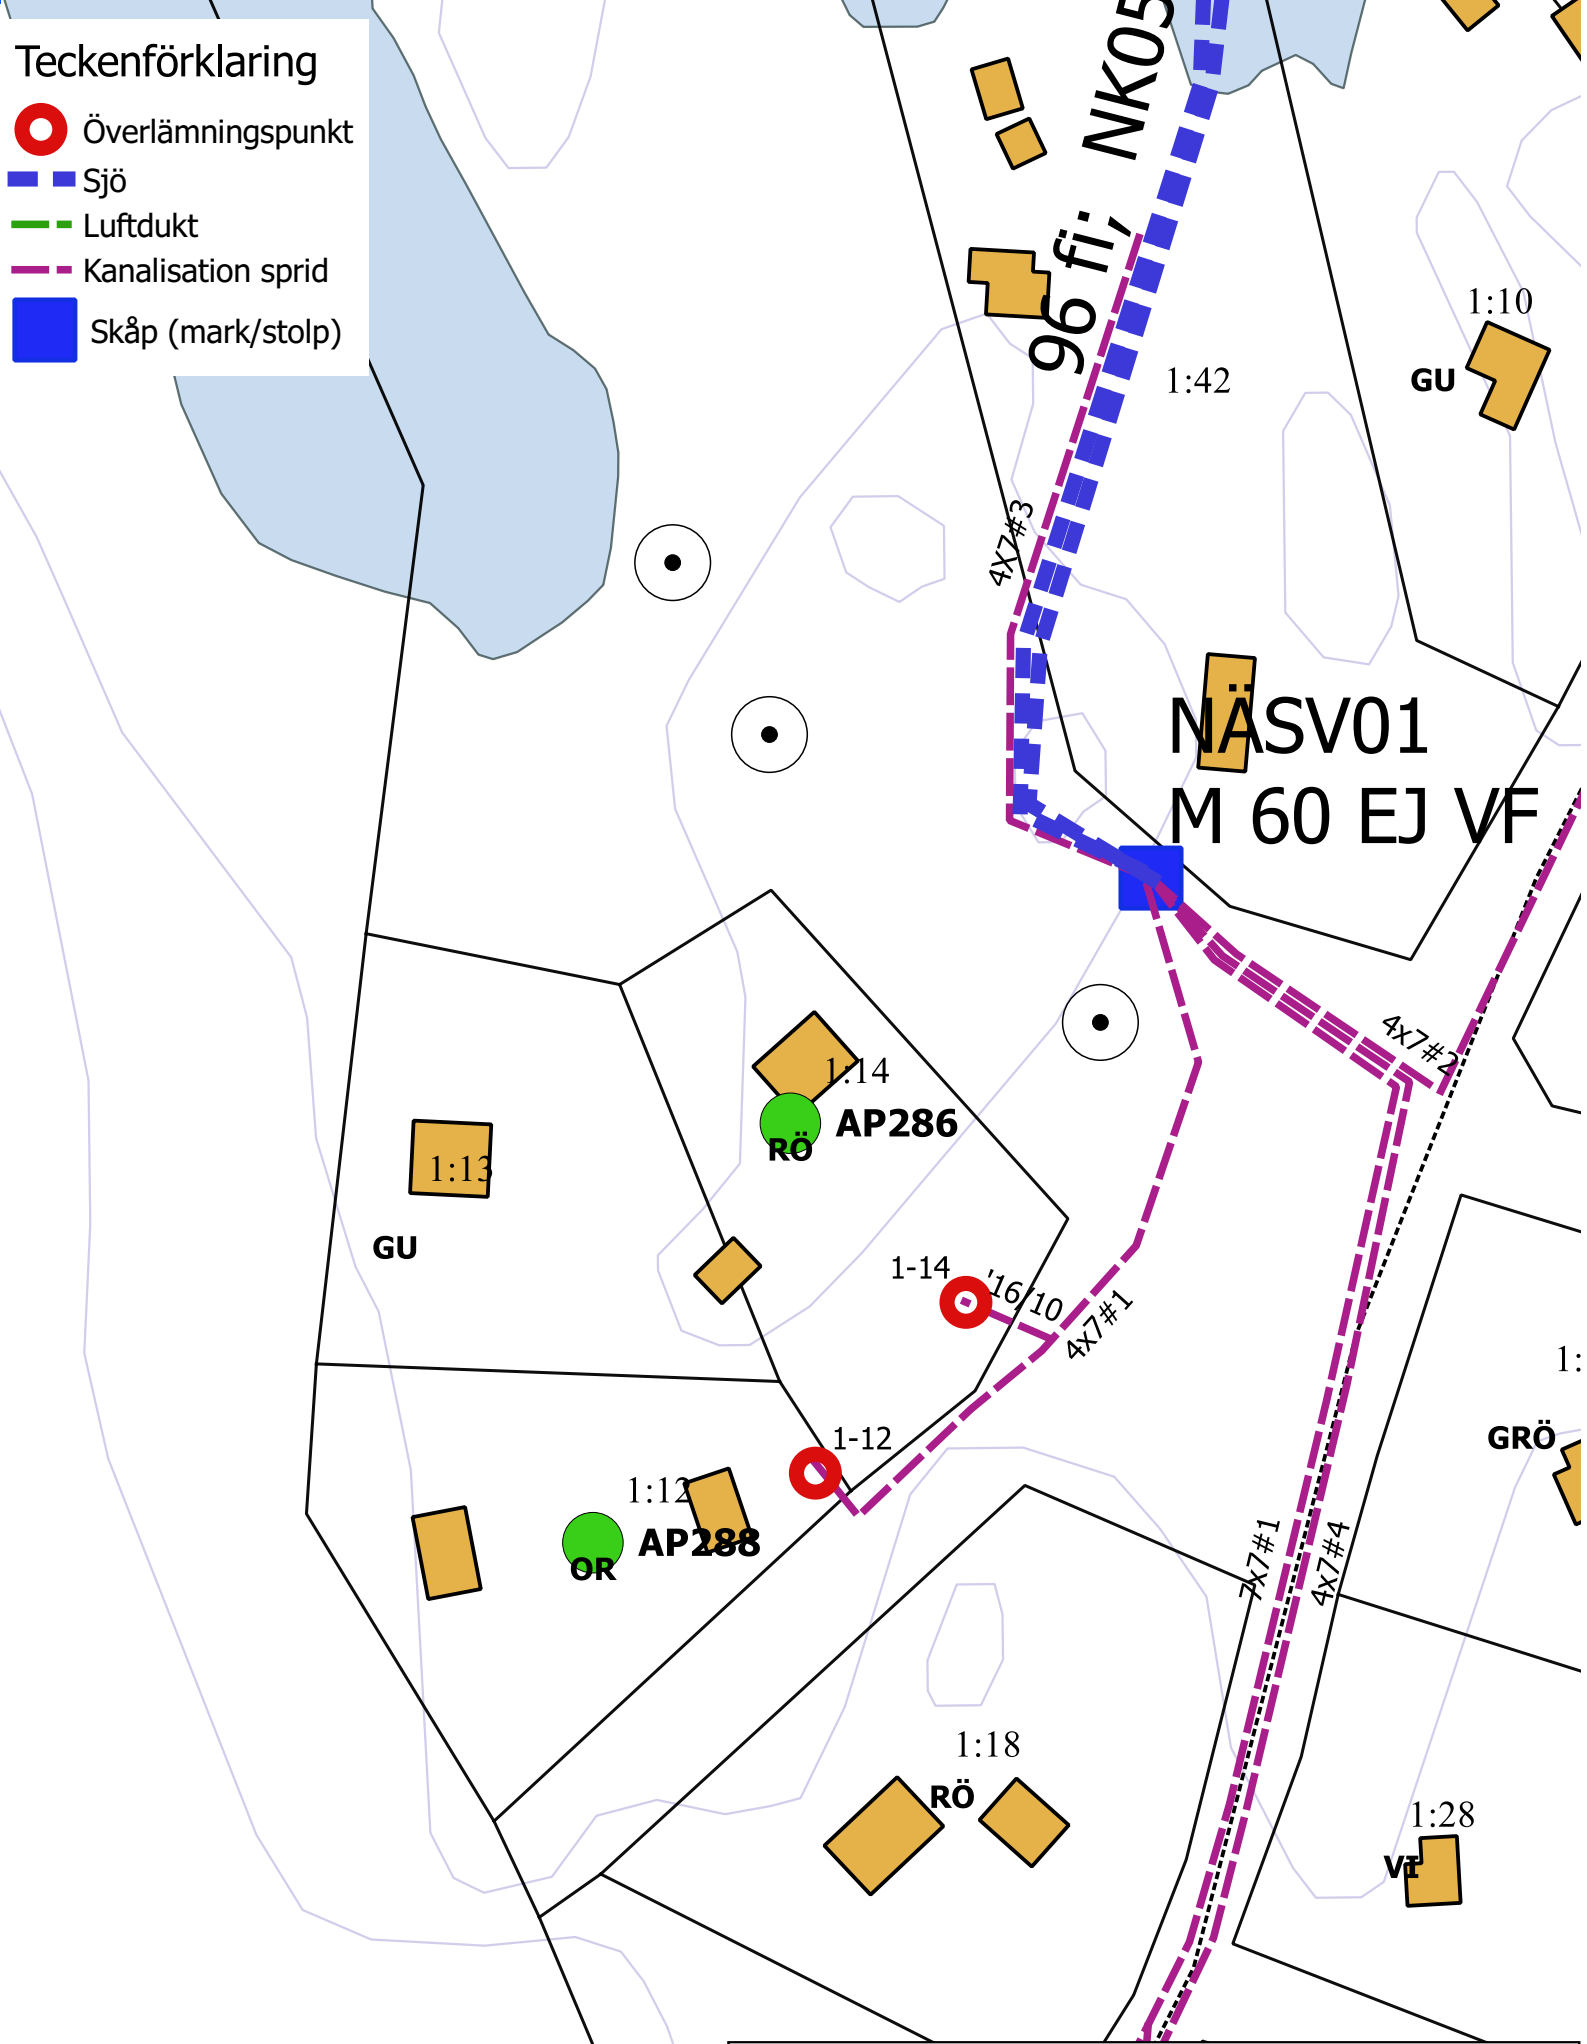 Teckenförklaring
Överlämningspunkt
Sjö
Luftdukt
Kanalisation sprid
Skåp (mark/stolp)
96 fi; NK05
1:10
GU
1:42
4X7#3
NÄSV01
M 60 EJ VF
4x7#2
1:14
AP286
RÖ
1:13
GU
1-14
'16/10
4x7#1
1:
GRÖ
1-12
1:12
AP288
OR
7x7#1
4x7#4
1:18
RÖ
1:28
VI